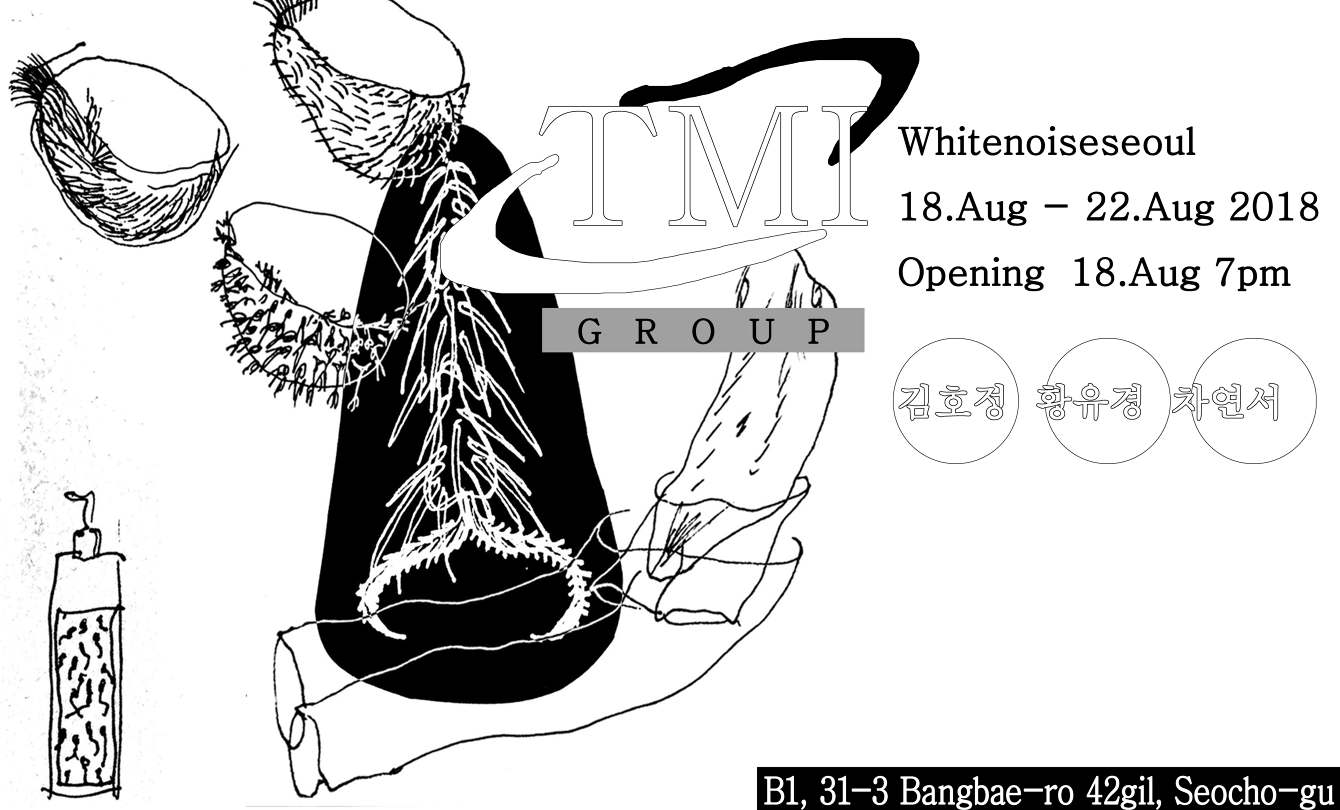 TMI
GROUP
Whitenoiseseoul
18.Aug - 22.Aug 2018
Opening 18.Aug 7pm
김호정 황유경 차연서
B1, 31-3 Bangbae-ro 42gil, Seocho-gu